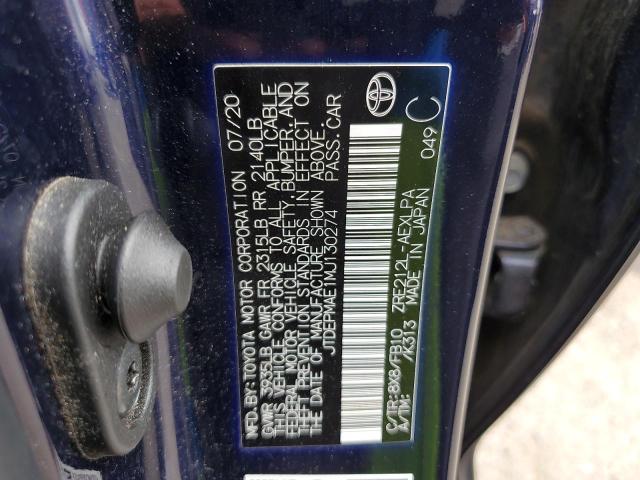 MFD.BY:TOYOTA MOTOR CORPORATION 07/20
GVWR 3935LB GAWR FR 2315LB RR 2140LB
THIS VEHICLE CONFORMS TO ALL APPLICABLE
FEDERAL MOTOR VEHICLE SAFETY, BUMPER, AND
THEFT PREVENTION STANDARDS IN EFFECT ON
THE DATE OF MANUFACTURE SHOWN ABOVE.
JTDEPMAE1MJ130274 PASS.CAR
C/TR:8X8/FB10 ZRE212L-AEXLPA
A/TM: /K313 MADE IN JAPAN
049 C